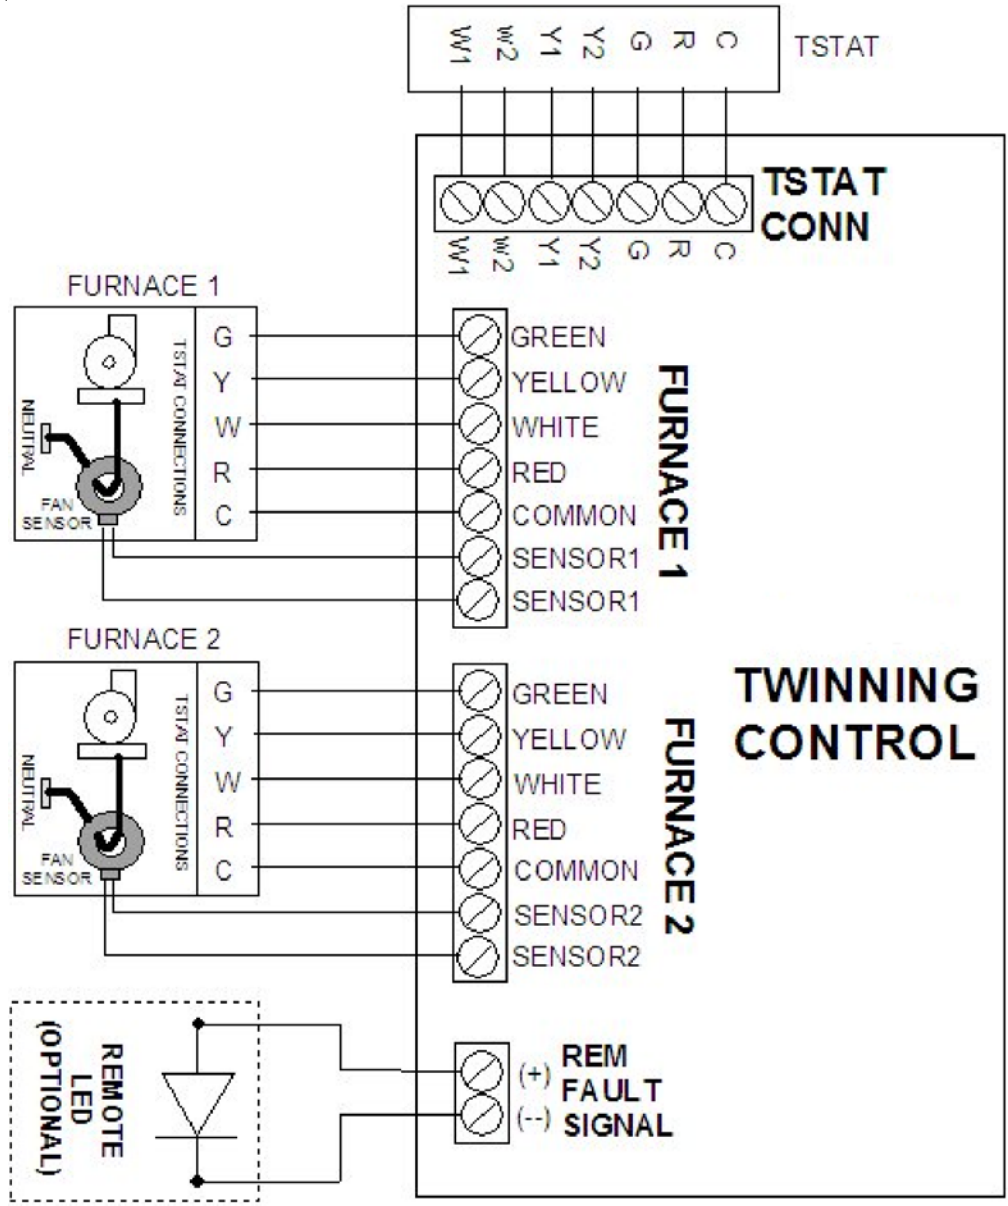 W1 W2 Y1 Y2 G R C
TSTAT
TSTAT
CONN
W1 W2 Y1 Y2 G R C
FURNACE 1
G
Y
W
R
C
TSTAT CONNECTIONS
NEUTRAL
FAN
SENSOR
GREEN
YELLOW
WHITE
RED
COMMON
SENSOR1
SENSOR1
FURNACE 1
FURNACE 2
G
Y
W
R
C
TSTAT CONNECTIONS
NEUTRAL
FAN
SENSOR
GREEN
YELLOW
WHITE
RED
COMMON
SENSOR2
SENSOR2
FURNACE 2
TWINNING
CONTROL
REMOTE
LED
(OPTIONAL)
(+)
(--)
REM
FAULT
SIGNAL